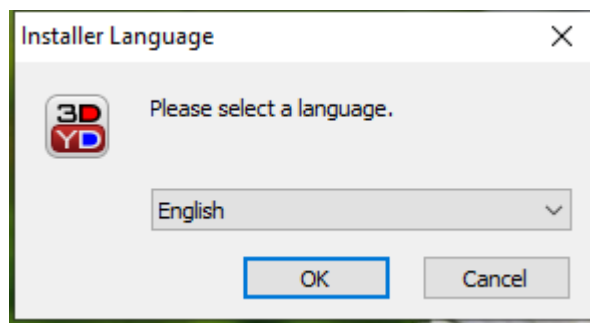 Installer Language
3D
YD
Please select a language.
English
OK
Cancel